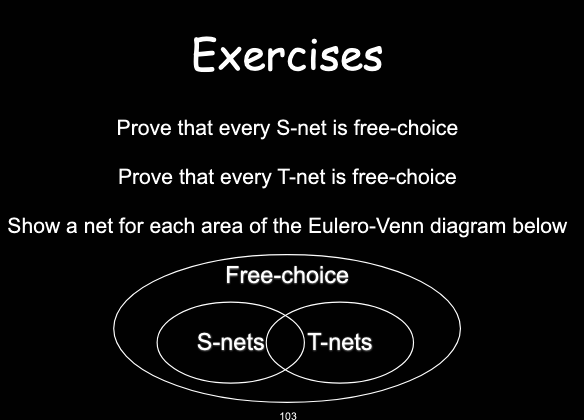 Exercises
Prove that every S-net is free-choice
Prove that every T-net is free-choice
Show a net for each area of the Eulero-Venn diagram below
Free-choice
S-nets T-nets
103